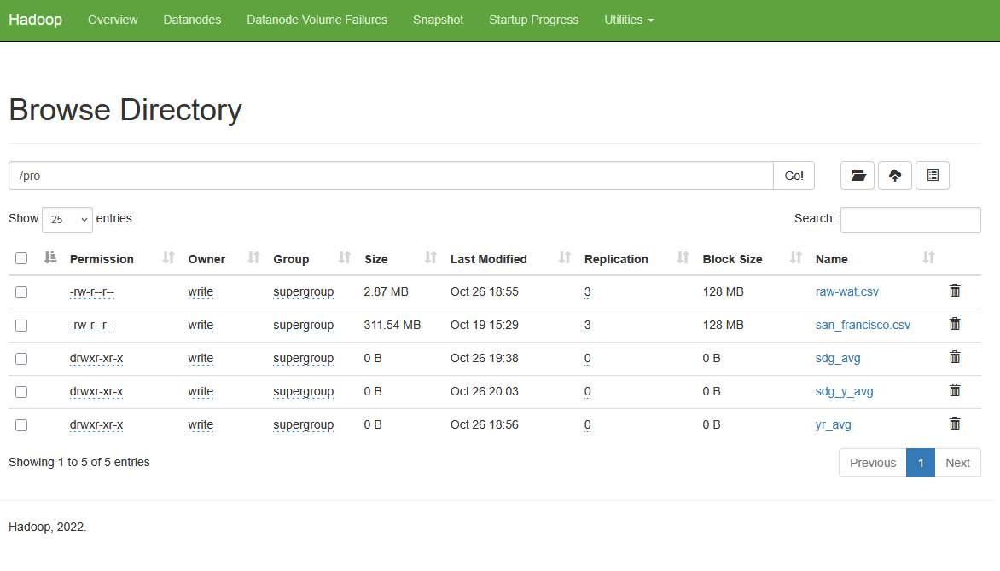 Hadoop Overview Datanodes Datanode Volume Failures Snapshot Startup Progress Utilities
Browse Directory
/pro Go!
Show 25 entries Search:
Permission Owner Group Size Last Modified Replication Block Size Name
-rw-r--r-- write supergroup 2.87 MB Oct 26 18:55 3 128 MB raw-wat.csv
-rw-r--r-- write supergroup 311.54 MB Oct 19 15:29 3 128 MB san_francisco.csv
drwxr-xr-x write supergroup 0 B Oct 26 19:38 0 0 B sdg_avg
drwxr-xr-x write supergroup 0 B Oct 26 20:03 0 0 B sdg_y_avg
drwxr-xr-x write supergroup 0 B Oct 26 18:56 0 0 B yr_avg
Showing 1 to 5 of 5 entries Previous 1 Next
Hadoop, 2022.